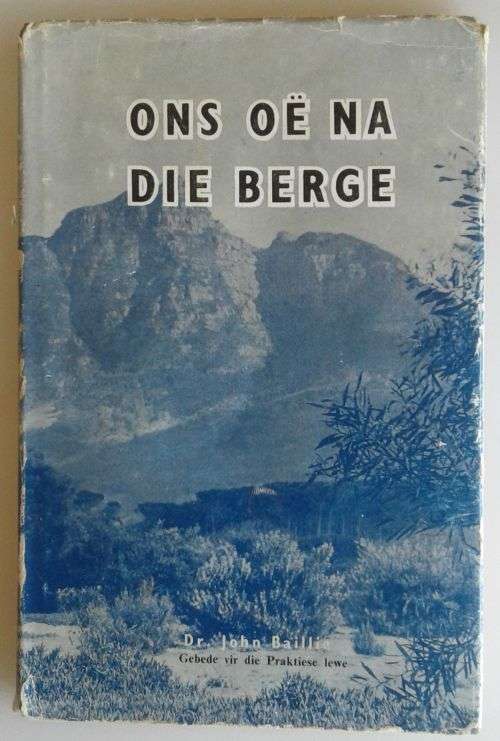 ONS OË NA
DIE BERGE
Dr. John Baillie
Gebede vir die Praktiese lewe